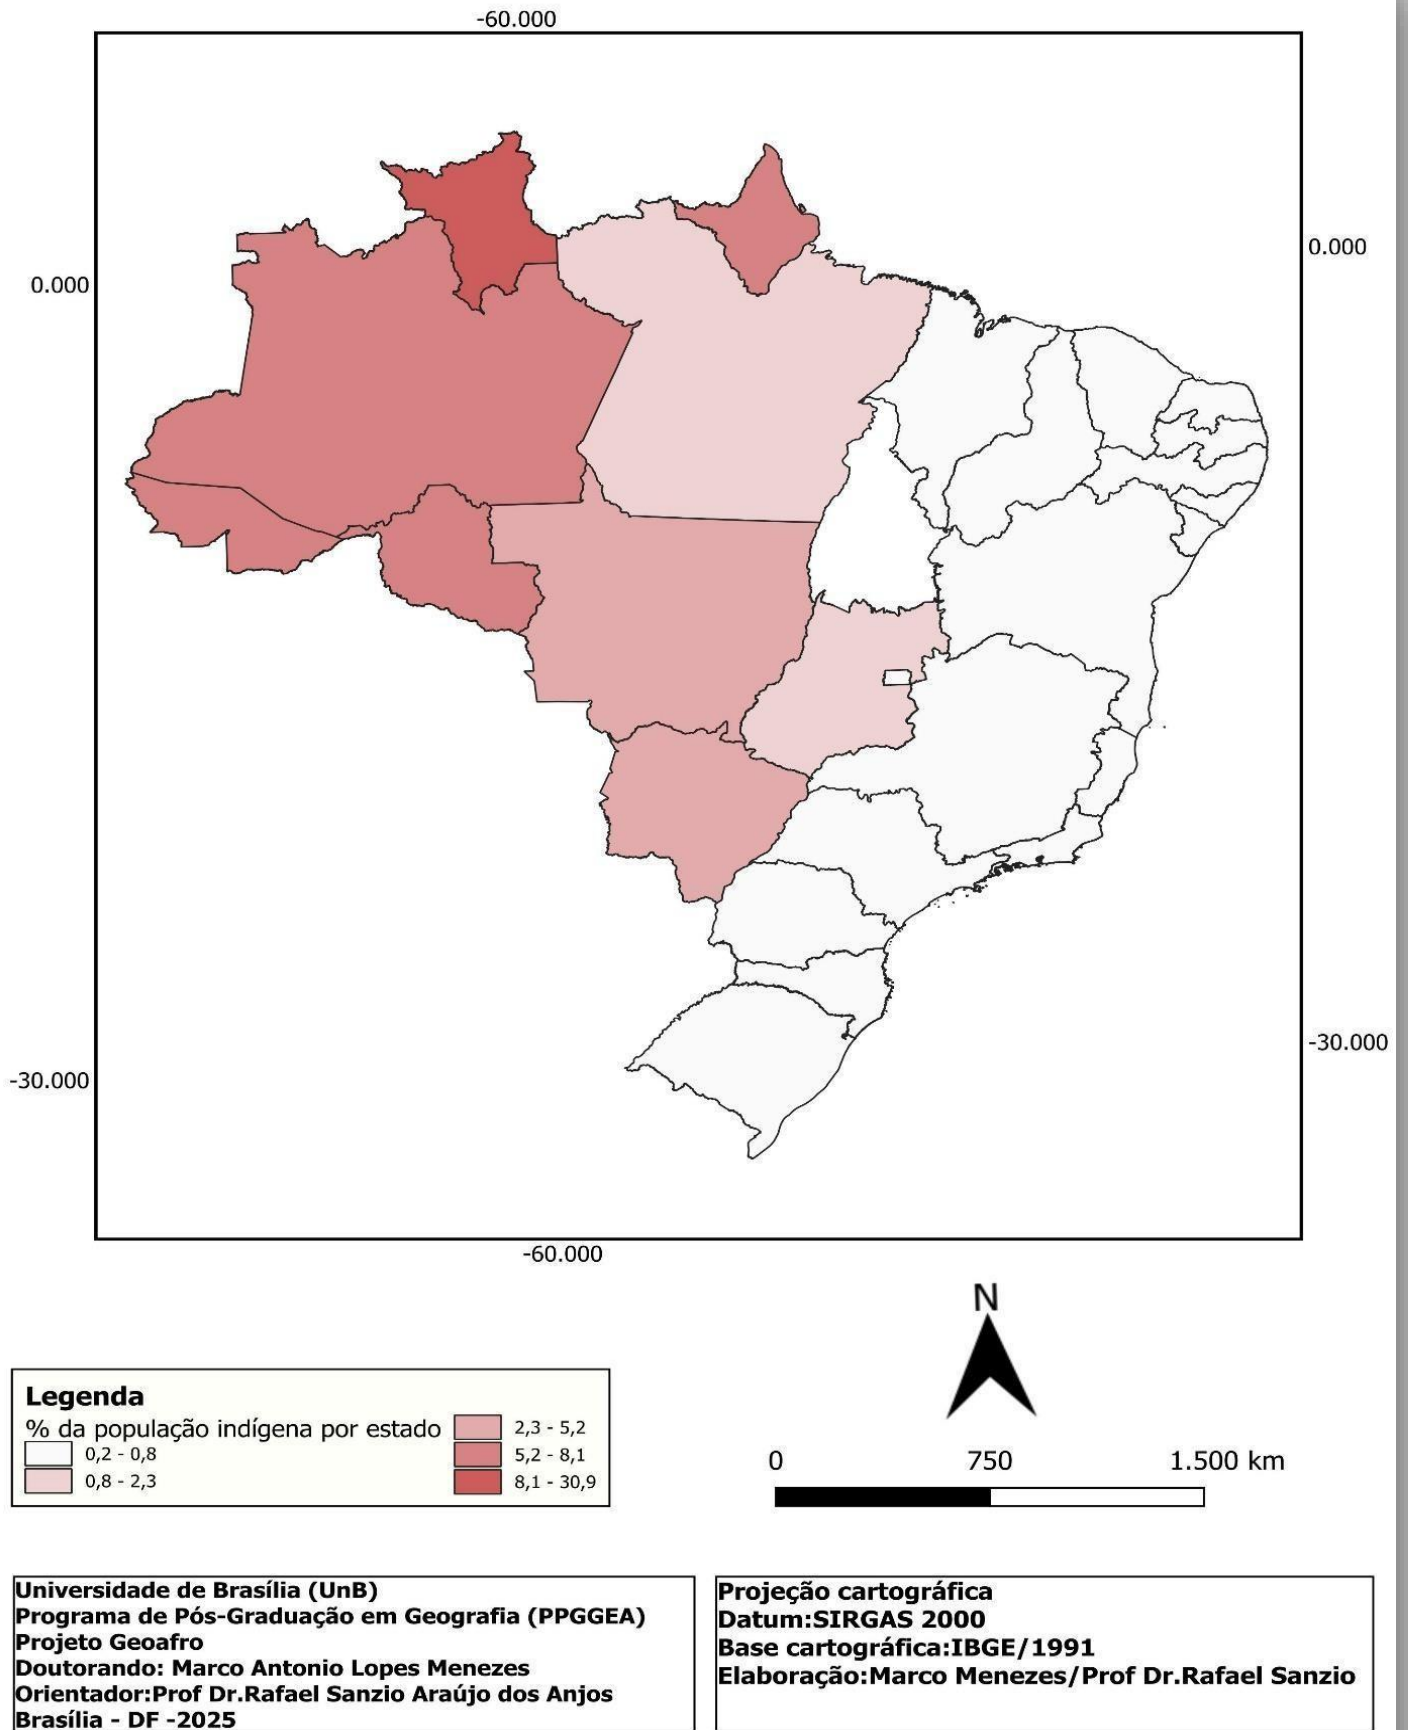 -60.000
0.000
0.000
-30.000
-30.000
-60.000
N
Legenda
% da população indígena por estado
0,2 - 0,8
0,8 - 2,3
2,3 - 5,2
5,2 - 8,1
8,1 - 30,9
0 750 1.500 km
Universidade de Brasília (UnB)
Programa de Pós-Graduação em Geografia (PPGGEA)
Projeto Geoafro
Doutorando: Marco Antonio Lopes Menezes
Orientador:Prof Dr.Rafael Sanzio Araújo dos Anjos
Brasília - DF -2025
Projeção cartográfica
Datum:SIRGAS 2000
Base cartográfica:IBGE/1991
Elaboração:Marco Menezes/Prof Dr.Rafael Sanzio